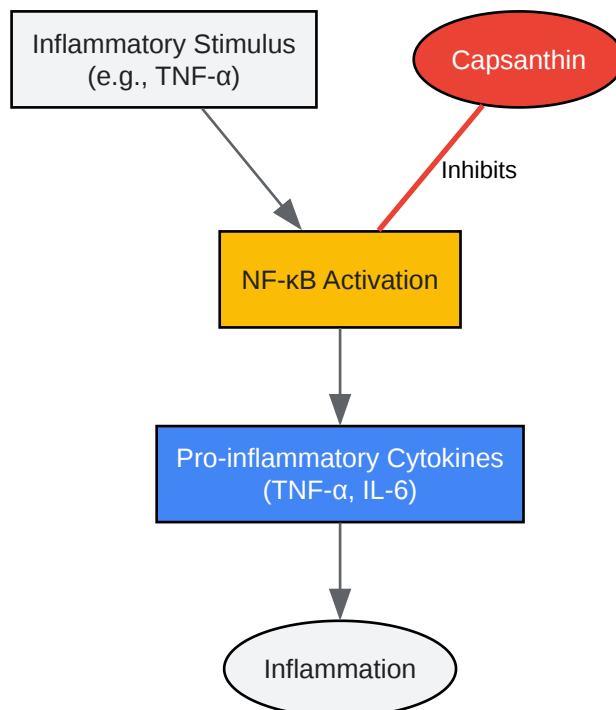 Inflammatory Stimulus
(e.g., TNF-α)
Capsanthin
Inhibits
NF-κB Activation
Pro-inflammatory Cytokines
(TNF-α, IL-6)
Inflammation